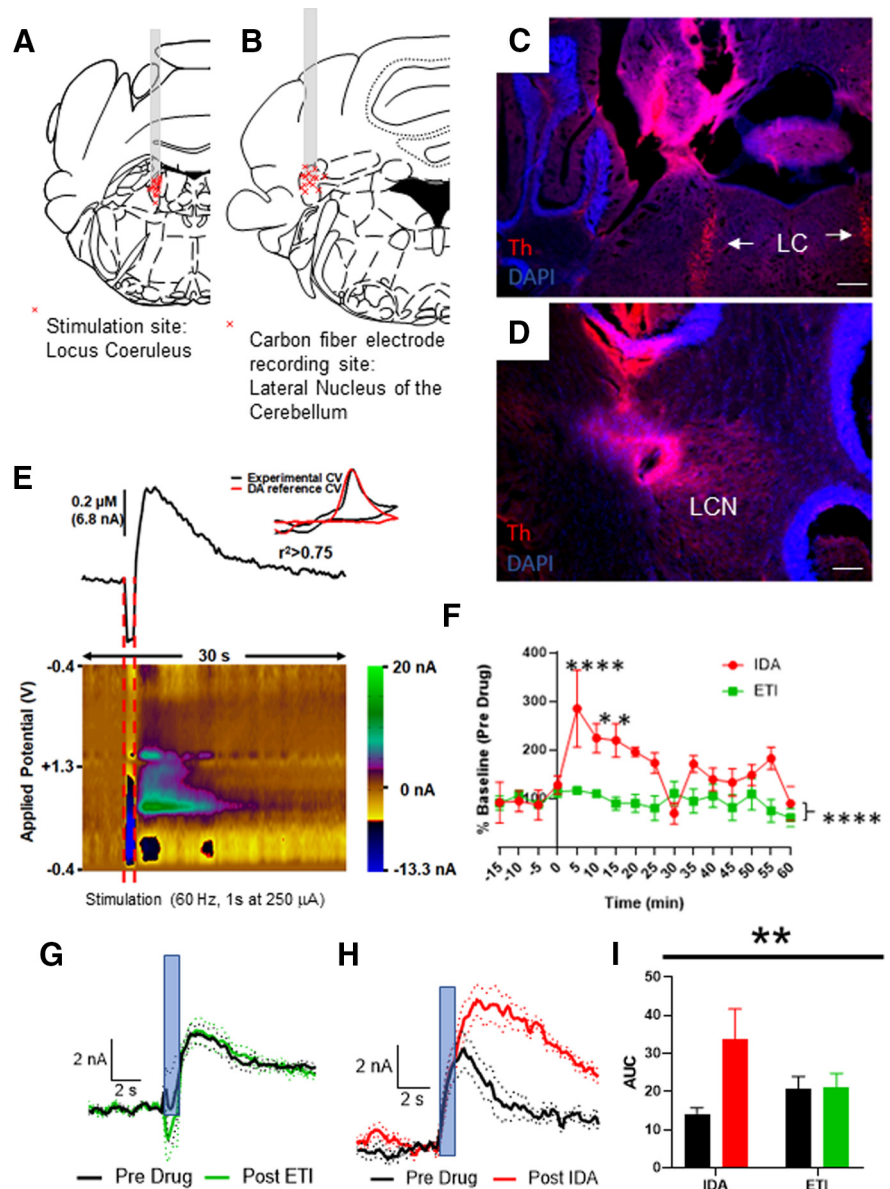 A
B
Stimulation site:
Locus Coeruleus
Carbon fiber electrode
recording site:
Lateral Nucleus of the
Cerebellum
C
Th
DAPI
LC
D
Th
DAPI
LCN
E
0.2 µM
(6.8 nA)
Experimental CV
DA reference CV
r²>0.75
30 s
Applied Potential (V)
-0.4
+1.3
-0.4
20 nA
0 nA
-13.3 nA
Stimulation (60 Hz, 1s at 250 µA)
F
% Baseline (Pre Drug)
400
300
200
100
****
**
IDA
ETI
****
-15 -10 -5 0 5 10 15 20 25 30 35 40 45 50 55 60
Time (min)
G
2 nA
2 s
Pre Drug Post ETI
H
2 nA
2 s
Pre Drug Post IDA
I
**
AUC
50
40
30
20
10
0
IDA ETI